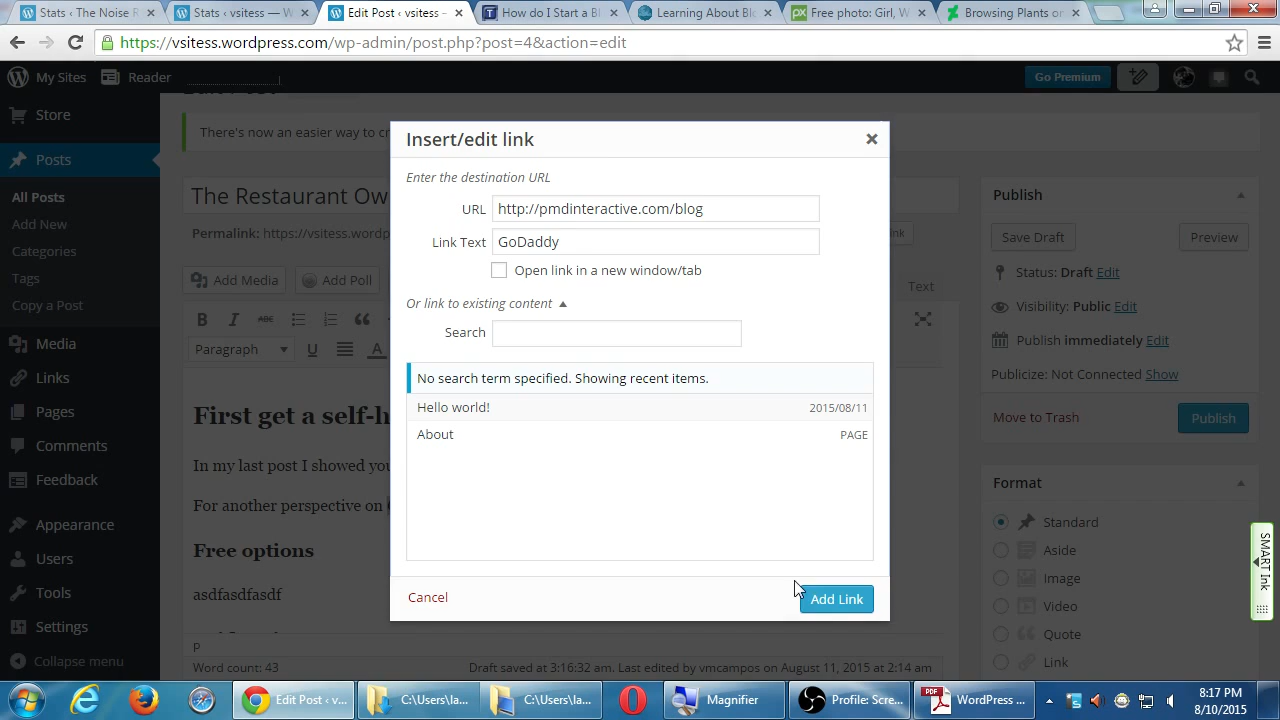 Stats ‹ The Noise R
Stats ‹ vsitess — W
Edit Post ‹ vsitess –
How do I Start a Bl
Learning About Blo
Free photo: Girl, W
Browsing Plants on
https://vsitess.wordpress.com/wp-admin/post.php?post=4&action=edit
My Sites
Reader
Go Premium
Store
Posts
All Posts
Add New
Categories
Tags
Copy a Post
Media
Links
Pages
Comments
Feedback
Appearance
Users
Tools
Settings
Collapse menu
There's now an easier way to cr
The Restaurant Ow
Permalink: https://vsitess.wordp
Add Media
Add Poll
Text
B I ABC
Paragraph
U A
First get a self-h
In my last post I showed you
For another perspective on
Free options
asdfasdfasdf
P
Word count: 43
Draft saved at 3:16:32 am. Last edited by vmcampos on August 11, 2015 at 2:14 am
Insert/edit link
Enter the destination URL
URL http://pmdinteractive.com/blog
Link Text GoDaddy
Open link in a new window/tab
Or link to existing content
Search
No search term specified. Showing recent items.
Hello world! 2015/08/11
About PAGE
Cancel
Add Link
Publish
Save Draft
Preview
Status: Draft Edit
Visibility: Public Edit
Publish immediately Edit
Publicize: Not Connected Show
Move to Trash
Publish
Format
Standard
Aside
Image
Video
Quote
Link
SMART Ink
Edit Post ‹ v...
C:\Users\la...
C:\Users\la...
Magnifier
Profile: Scre...
PDF
WordPress ...
8:17 PM
8/10/2015